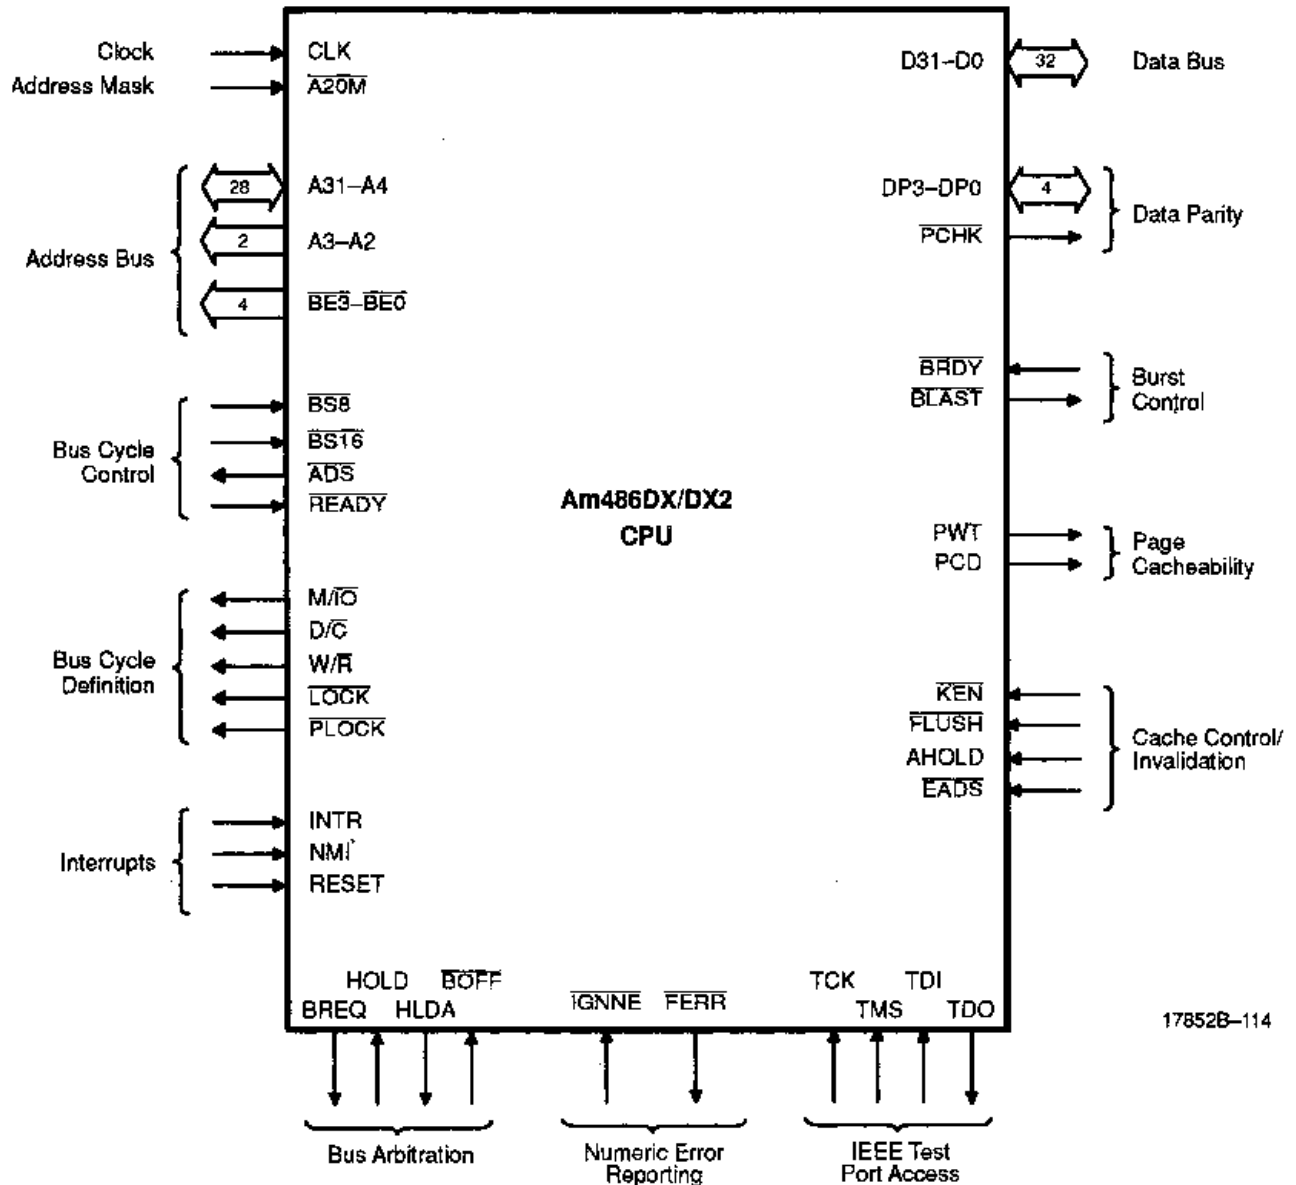 Clock CLK
Address Mask A20M
D31–D0 32 Data Bus
Address Bus
28 A31–A4
2 A3–A2
4 BE3–BE0
DP3–DP0 4
PCHK
Data Parity
BRDY
BLAST
Burst
Control
Bus Cycle
Control
BS8
BS16
ADS
READY
Am486DX/DX2
CPU
PWT
PCD
Page
Cacheability
Bus Cycle
Definition
M/IO
D/C
W/R
LOCK
PLOCK
KEN
FLUSH
AHOLD
EADS
Cache Control/
Invalidation
Interrupts
INTR
NMI
RESET
HOLD BOFF
BREQ HLDA
IGNNE FERR
TCK TDI
TMS TDO
17852B–114
Bus Arbitration
Numeric Error
Reporting
IEEE Test
Port Access